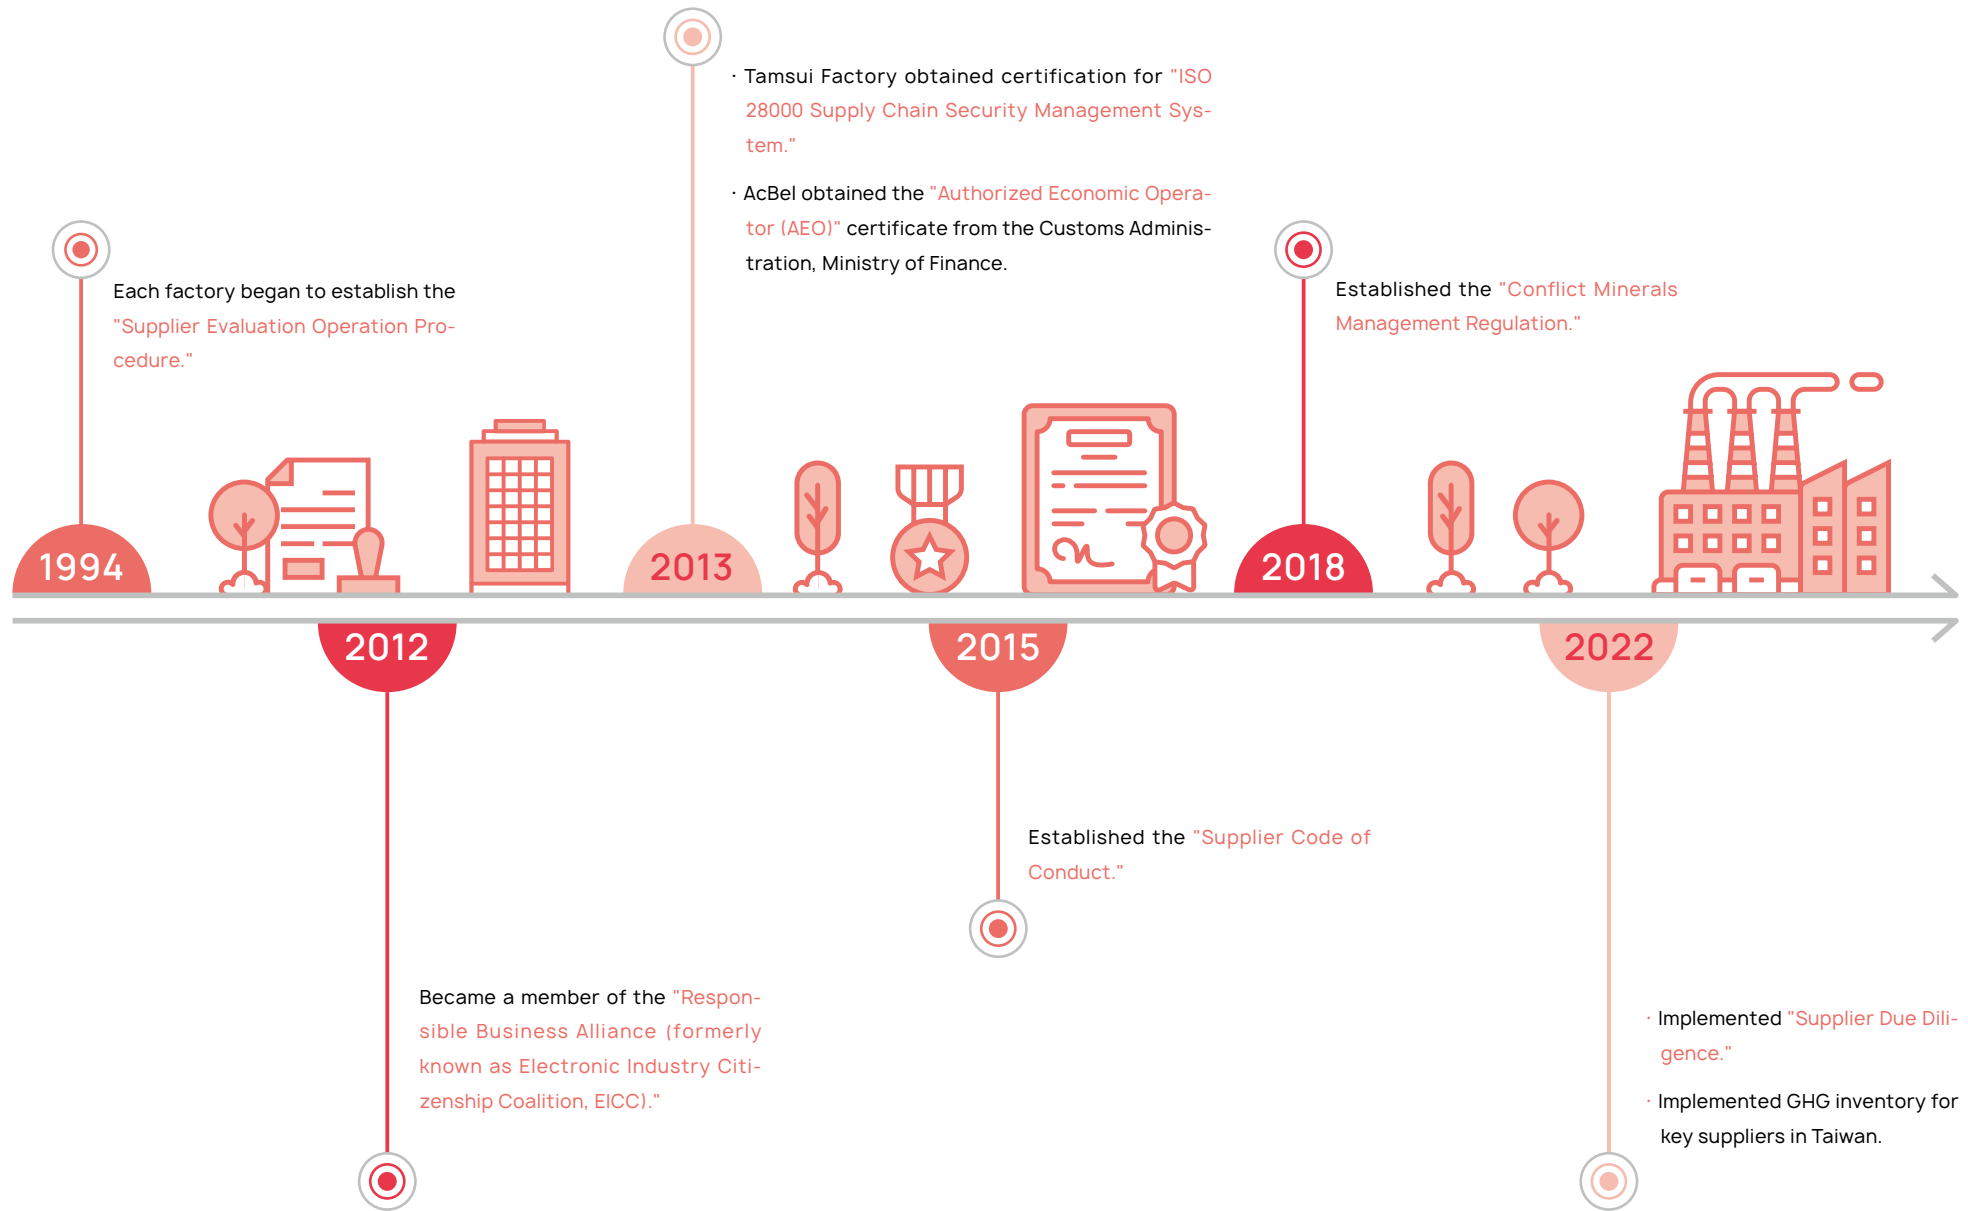 1994
Each factory began to establish the
"Supplier Evaluation Operation Pro-
cedure."
2012
Became a member of the "Respon-
sible Business Alliance (formerly
known as Electronic Industry Citi-
zenship Coalition, EICC)."
2013
· Tamsui Factory obtained certification for "ISO
28000 Supply Chain Security Management Sys-
tem."
· AcBel obtained the "Authorized Economic Opera-
tor (AEO)" certificate from the Customs Adminis-
tration, Ministry of Finance.
2015
Established the "Supplier Code of
Conduct."
2018
Established the "Conflict Minerals
Management Regulation."
2022
· Implemented "Supplier Due Dili-
gence."
· Implemented GHG inventory for
key suppliers in Taiwan.